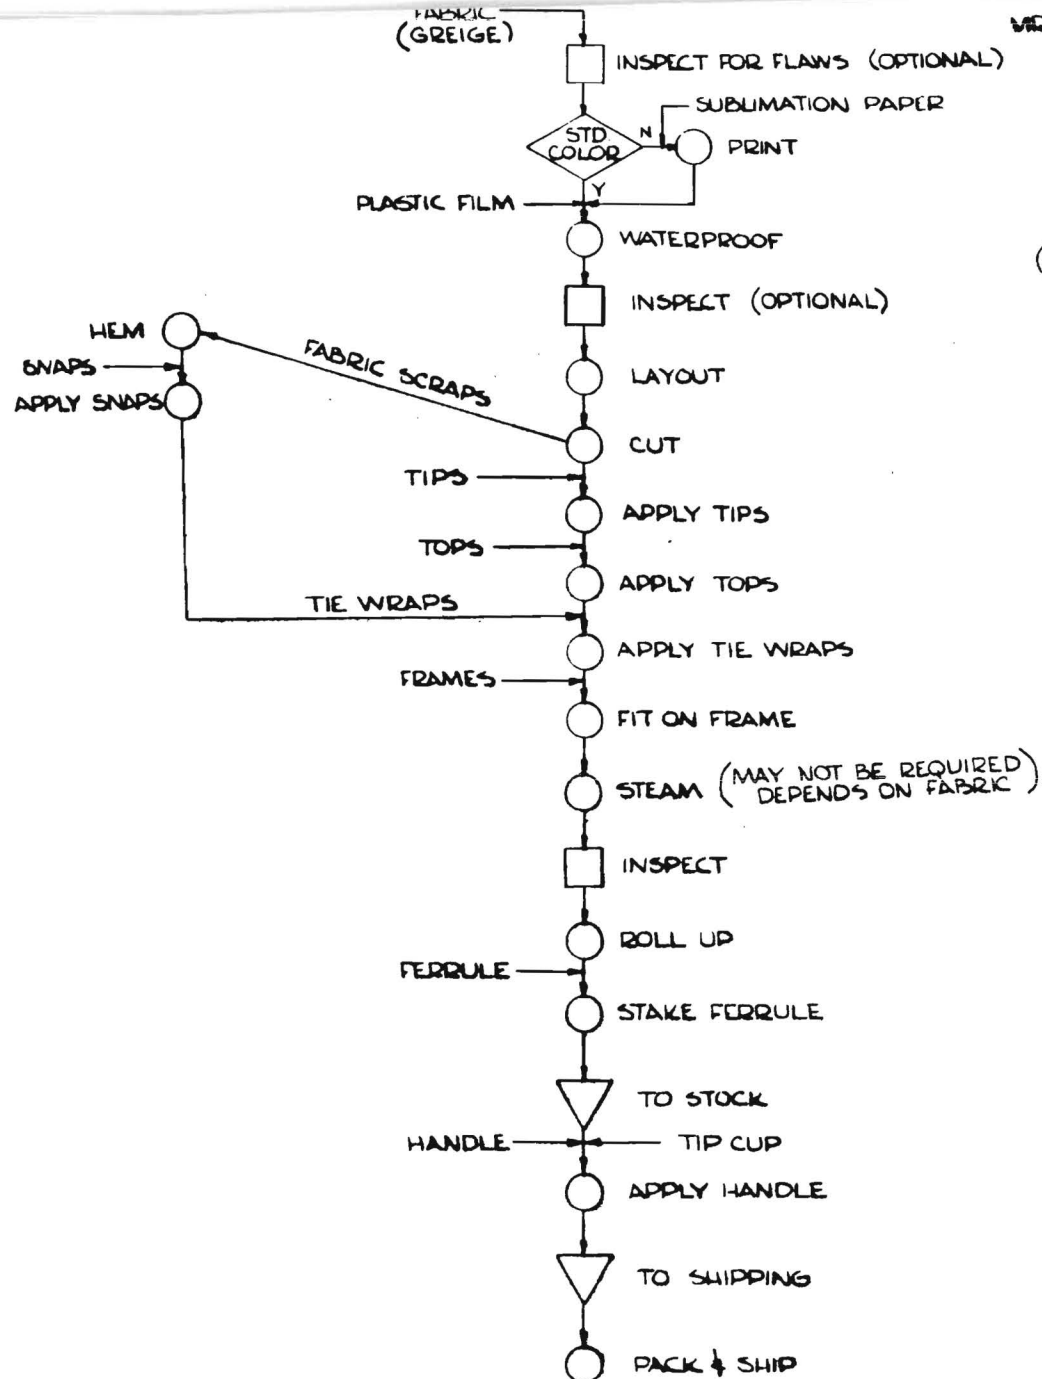 FABRIC
(GREIGE)
INSPECT FOR FLAWS (OPTIONAL)
SUBLIMATION PAPER
STD. COLOR
N
PRINT
Y
PLASTIC FILM
WATERPROOF
INSPECT (OPTIONAL)
HEM
FABRIC SCRAPS
SNAPS
LAYOUT
APPLY SNAPS
CUT
TIPS
APPLY TIPS
TOPS
APPLY TOPS
TIE WRAPS
APPLY TIE WRAPS
FRAMES
FIT ON FRAME
STEAM (MAY NOT BE REQUIRED
DEPENDS ON FABRIC)
INSPECT
ROLL UP
FERRULE
STAKE FERRULE
TO STOCK
HANDLE
TIP CUP
APPLY HANDLE
TO SHIPPING
PACK & SHIP